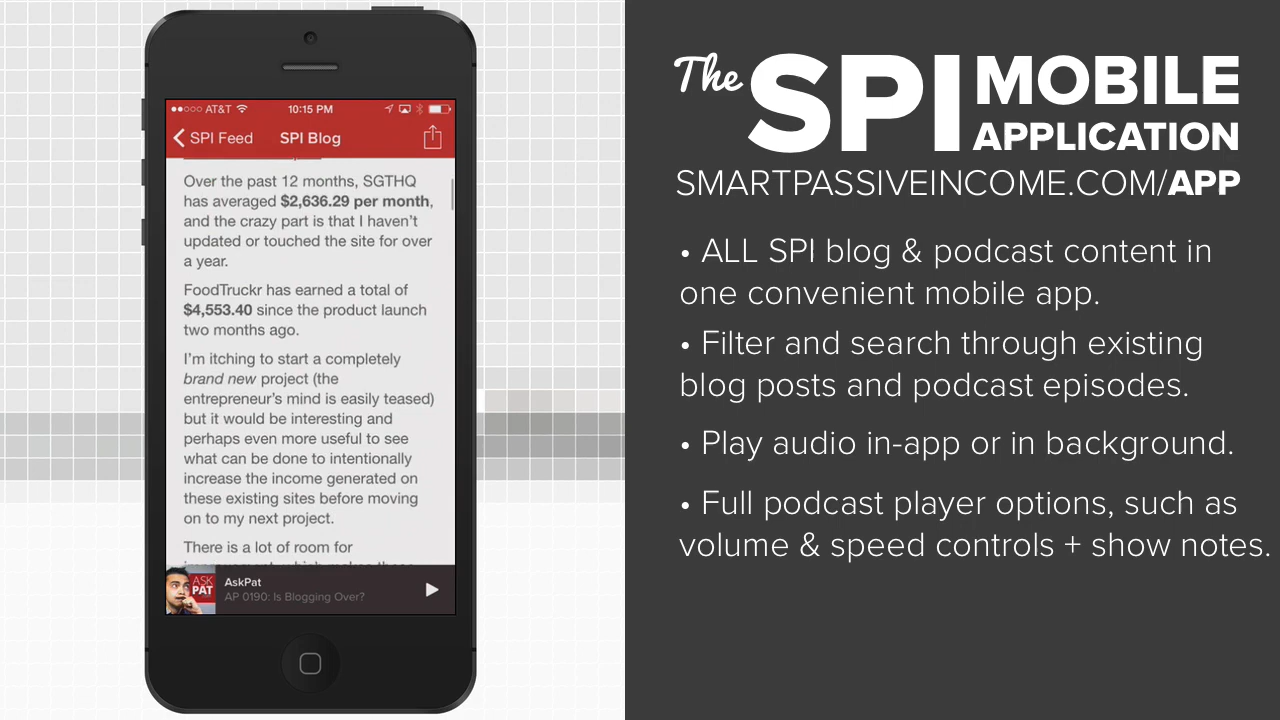 AT&T
10:15 PM
SPI Feed
SPI Blog
Over the past 12 months, SGTHQ
has averaged $2,636.29 per month,
and the crazy part is that I haven't
updated or touched the site for over
a year.
FoodTruckr has earned a total of
$4,553.40 since the product launch
two months ago.
I'm itching to start a completely
brand new project (the
entrepreneur's mind is easily teased)
but it would be interesting and
perhaps even more useful to see
what can be done to intentionally
increase the income generated on
these existing sites before moving
on to my next project.
There is a lot of room for
ASK
PAT
AskPat
AP 0190: Is Blogging Over?
The SPI MOBILE
APPLICATION
SMARTPASSIVEINCOME.COM/APP
• ALL SPI blog & podcast content in
one convenient mobile app.
• Filter and search through existing
blog posts and podcast episodes.
• Play audio in-app or in background.
• Full podcast player options, such as
volume & speed controls + show notes.